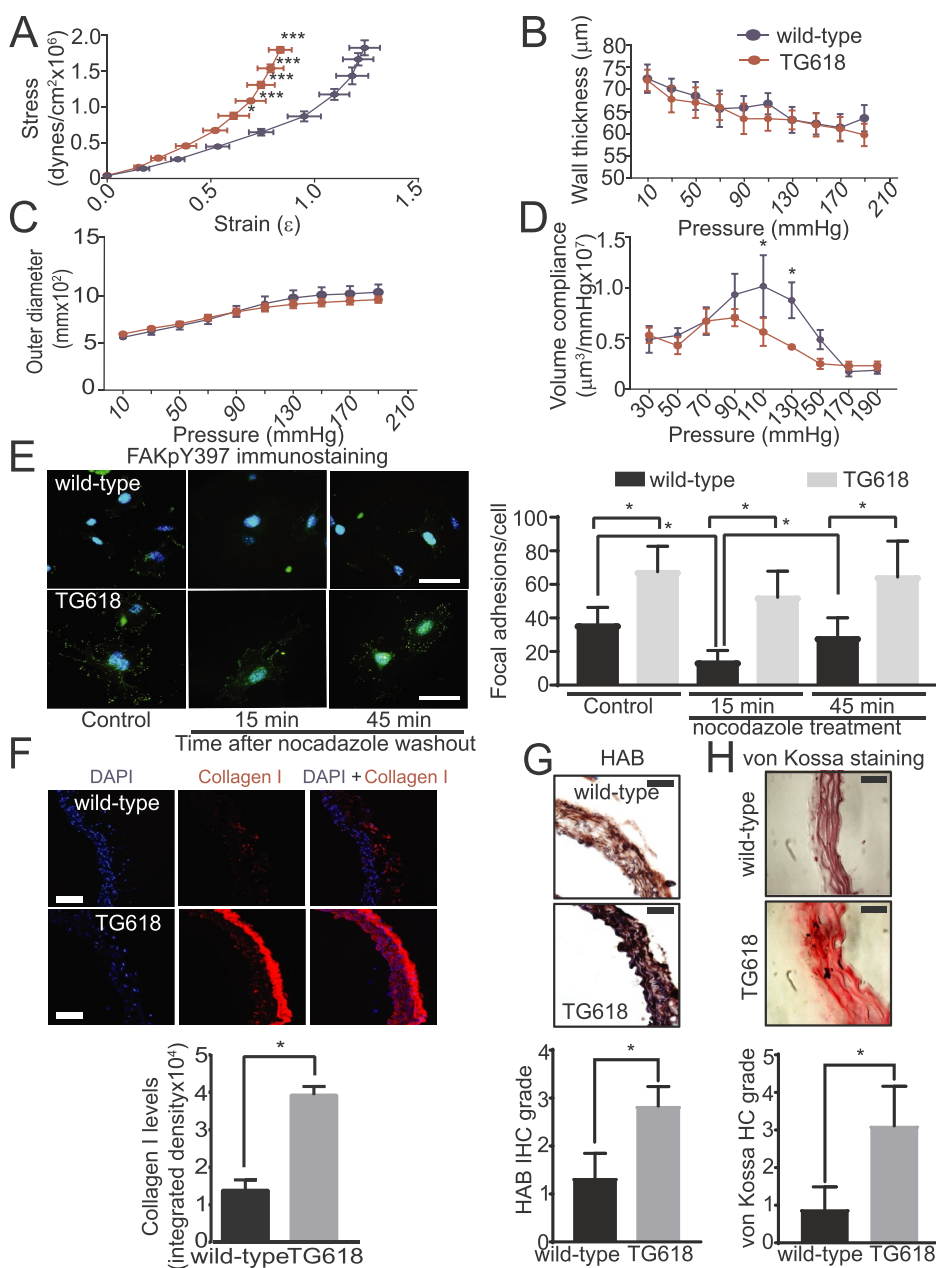 A
Stress
(dynes/cm²x10⁶)
2.0
1.5
1.0
0.5
0
***
***
***
***
*
0.0
0.5
1.0
1.5
Strain (ε)
B
wild-type
TG618
Wall thickness (μm)
80
75
70
65
60
55
50
10
50
90
130
170
210
Pressure (mmHg)
C
Outer diameter
(mmx10²)
15
10
5
0
10
50
90
130
170
210
Pressure (mmHg)
D
Volume compliance
(μm³/mmHgx10⁷)
1.5
1.0
0.5
0
*
*
30
50
70
90
110
130
150
170
190
Pressure (mmHg)
E
FAKpY397 immunostaining
wild-type
TG618
Control
15 min
45 min
Time after nocadazole washout
wild-type
TG618
Focal adhesions/cell
100
80
60
40
20
0
*
*
*
*
*
Control
15 min
45 min
nocodazole treatment
F
DAPI
Collagen I
DAPI + Collagen I
wild-type
TG618
Collagen I levels
(integrated densityx10⁴)
5
4
2
1
0
*
wild-type
TG618
G
HAB
wild-type
TG618
HAB IHC grade
4
3
2
1
0
*
wild-type
TG618
H
von Kossa staining
wild-type
TG618
von Kossa HC grade
5
4
3
2
1
0
*
wild-type
TG618